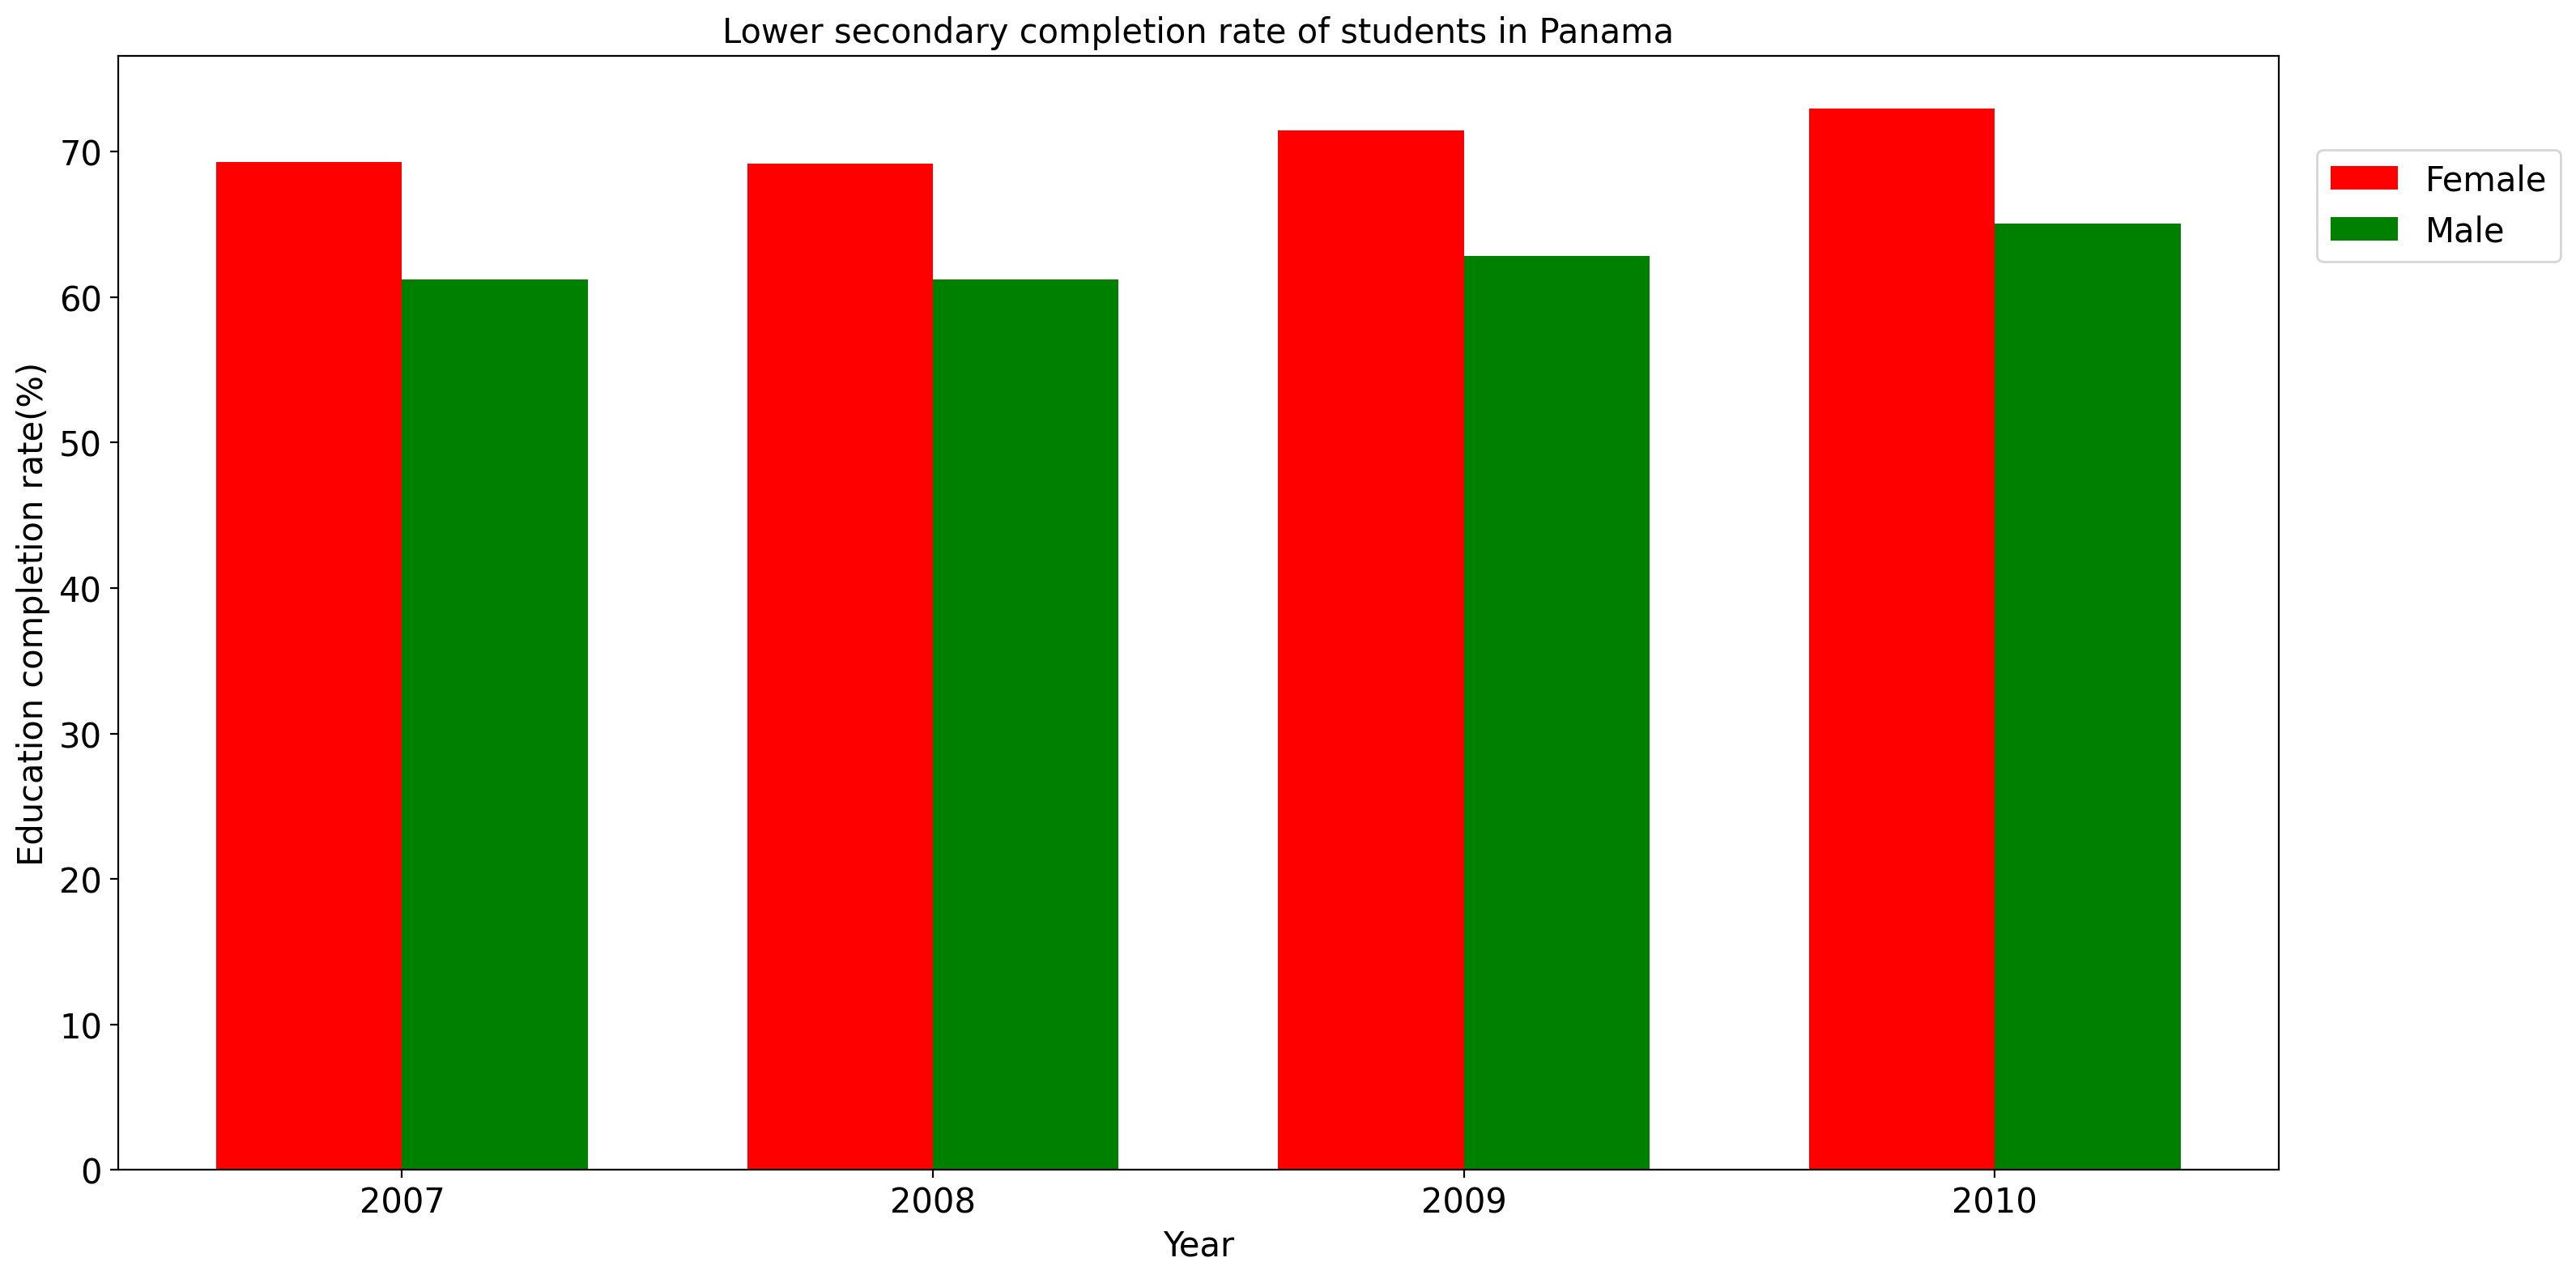 Lower secondary completion rate of students in Panama
Education completion rate(%)
70
60
50
40
30
20
10
0
2007
2008
2009
2010
Year
Female
Male